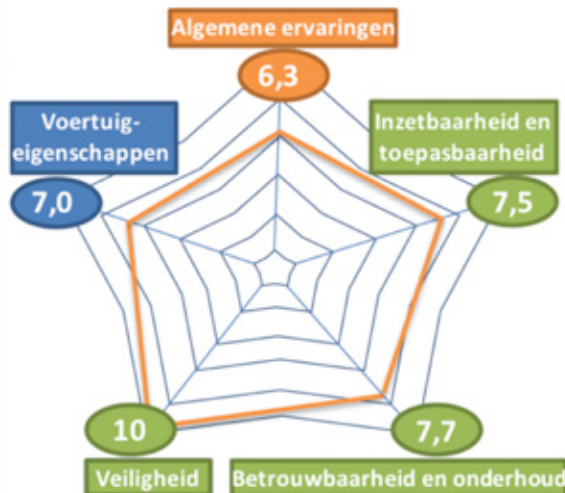 Algemene ervaringen
6,3
Voertuig-
eigenschappen
7,0
Inzetbaarheid en
toepasbaarheid
7,5
10
Veiligheid
7,7
Betrouwbaarheid en onderhoud